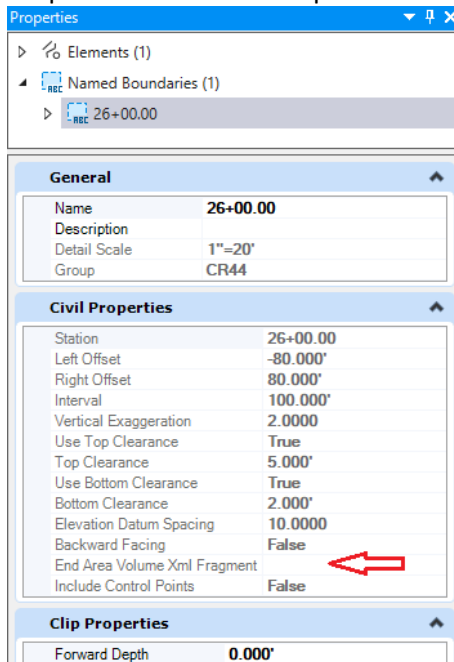 Properties
Elements (1)
Named Boundaries (1)
ABC
ABC
26+00.00
General
Name 26+00.00
Description
Detail Scale 1"=20'
Group CR44
Civil Properties
Station 26+00.00
Left Offset -80.000'
Right Offset 80.000'
Interval 100.000'
Vertical Exaggeration 2.0000
Use Top Clearance True
Top Clearance 5.000'
Use Bottom Clearance True
Bottom Clearance 2.000'
Elevation Datum Spacing 10.0000
Backward Facing False
End Area Volume Xml Fragment
Include Control Points False
Clip Properties
Forward Depth 0.000'